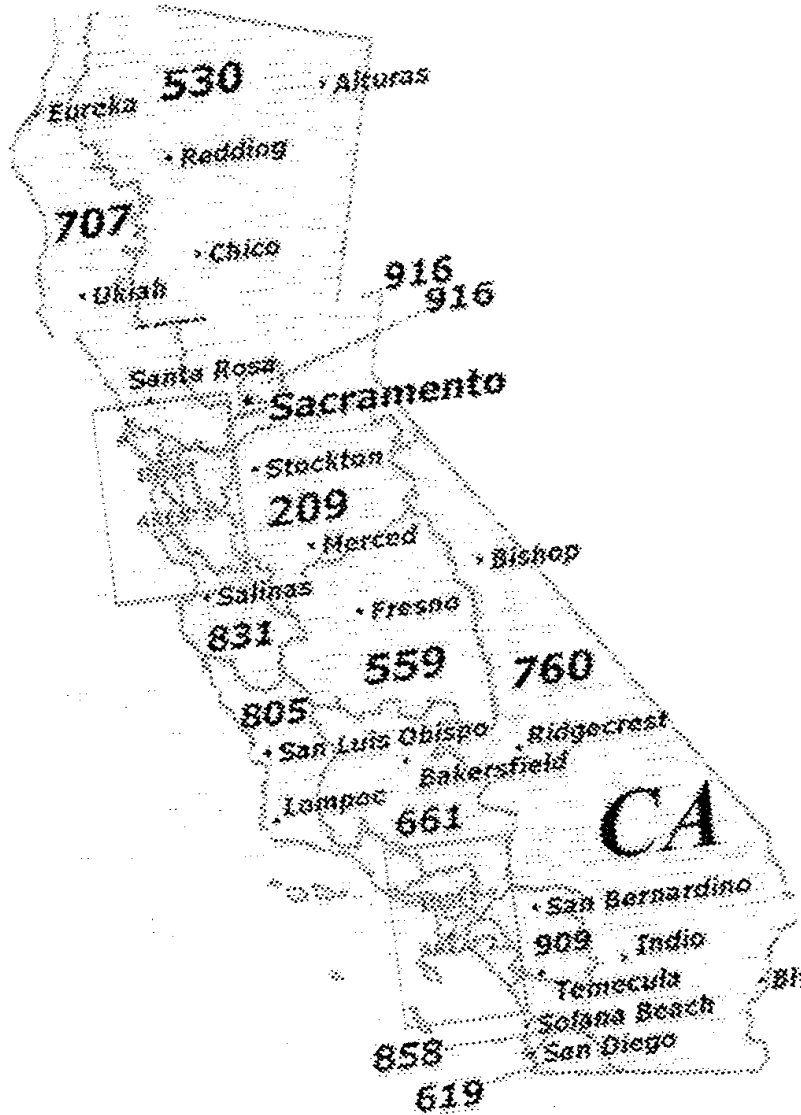 530
Alturas
Eureka
Redding
707
Chico
Ukiah
916
916
Santa Rosa
Sacramento
Stockton
209
Merced
Bishop
Salinas
Fresno
831
559
760
805
San Luis Obispo
Ridgecrest
Bakersfield
Lompoc
661
CA
San Bernardino
909
Indio
Temecula
Solana Beach
858
San Diego
619